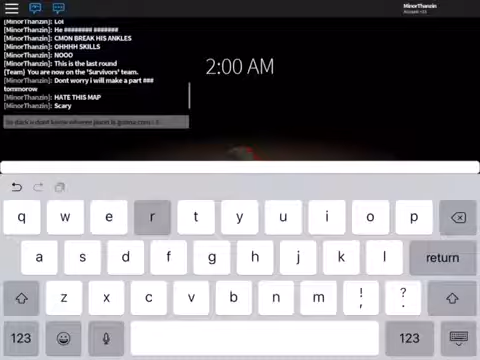 MinorThanzin
Account: <13
[MinorThanzin]: Lol
[MinorThanzin]: He ######## #######
[MinorThanzin]: CMON BREAK HIS ANKLES
[MinorThanzin]: OHHHH SKILLS
[MinorThanzin]: NOOO
[MinorThanzin]: This is the last round
{Team} You are now on the 'Survivors' team.
[MinorThanzin]: Dont worry i will make a part ###
tommorow
[MinorThanzin]: HATE THIS MAP
[MinorThanzin]: Scary
2:00 AM
q w e r t y u i o p
a s d f g h j k l return
z x c v b n m ! , ? .
123 123